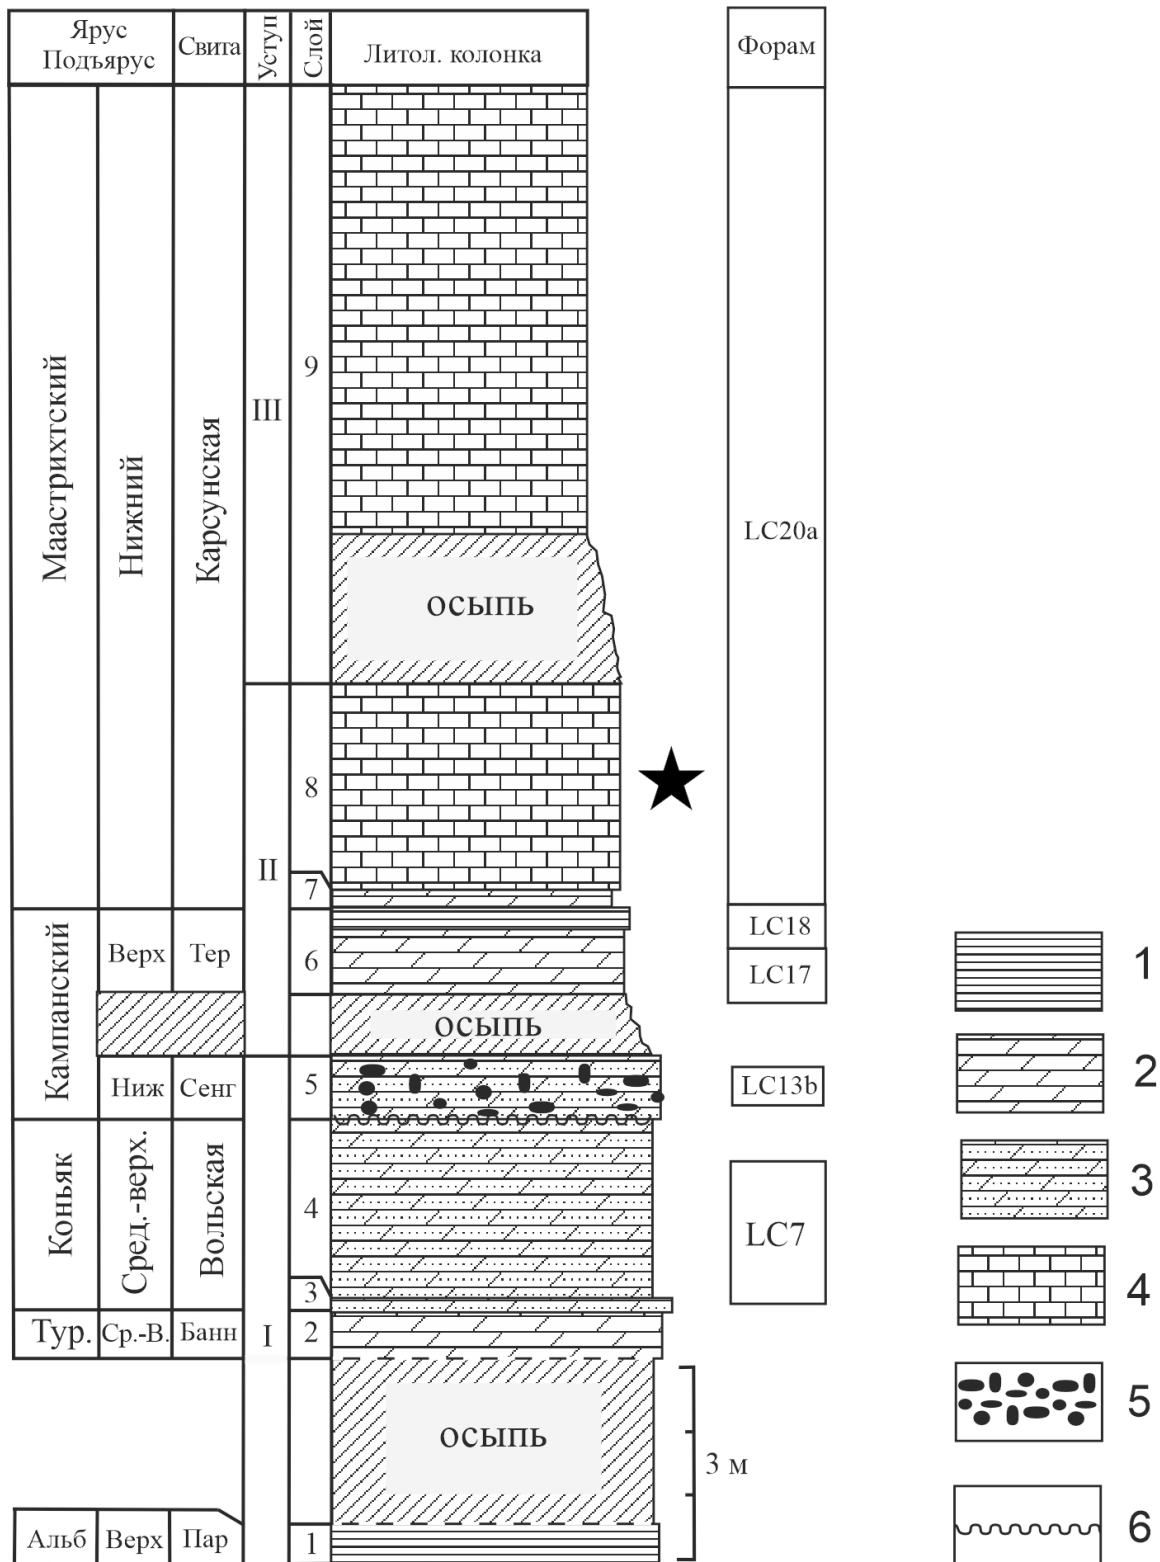 Ярус
Подъярус
Свита
Уступ
Слой
Литол. колонка
Форам
Маастрихтский
Нижний
Карсунская
III
9
LC20a
осыпь
8
II
7
Кампанский
Верх
Тер
6
LC18
LC17
осыпь
Ниж
Сенг
5
LC13b
Коньяк
Сред.-верх.
Вольская
4
LC7
3
Тур.
Ср.-В.
Банн
I
2
осыпь
3 м
Альб
Верх
Пар
1
1
2
3
4
5
6